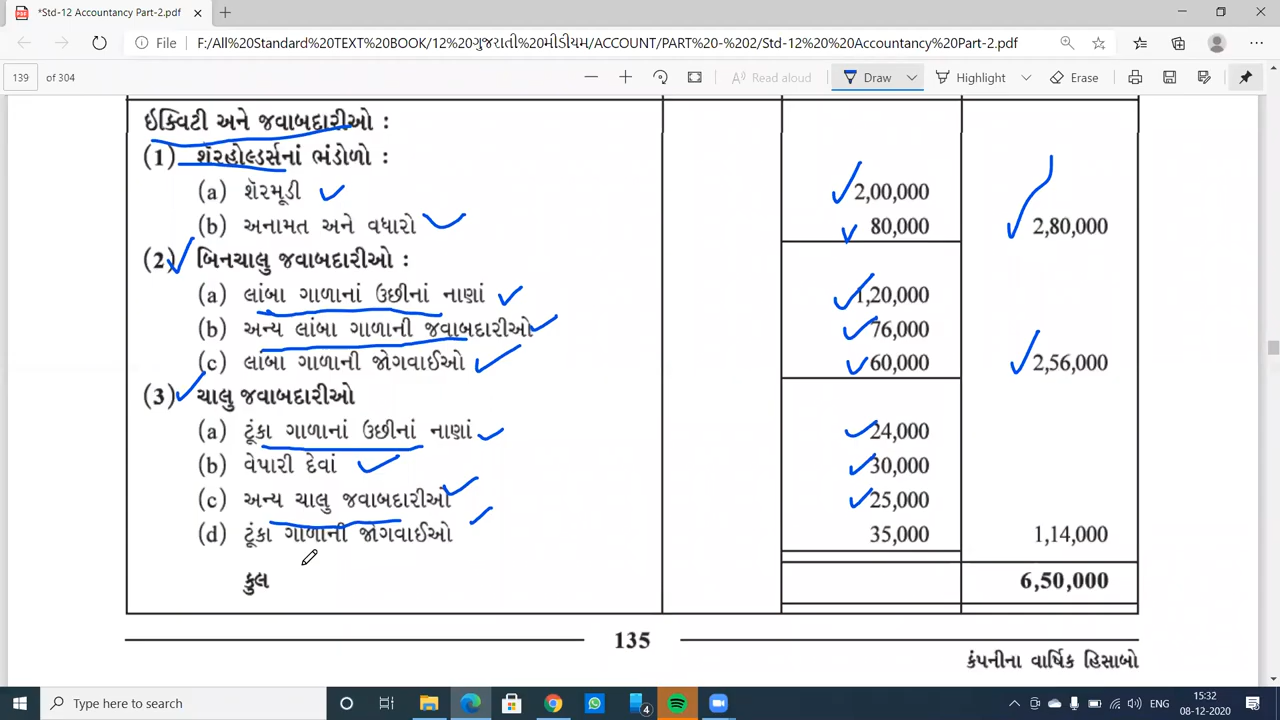 *Std-12 Accountancy Part-2.pdf
File F:/All%20Standard%20TEXT%20BOOK/12%20ગુજરાતી%20મીડિયમ/ACCOUNT/PART%20-%202/Std-12%20%20Accountancy%20Part-2.pdf
139 of 304 Read aloud Draw Highlight Erase
ઇક્વિટી અને જવાબદારીઓ :
(1) શૅરહોલ્ડર્સનાં ભંડોળો :
(a) શૅરમૂડી 2,00,000
(b) અનામત અને વધારો 80,000 2,80,000
(2) બિનચાલુ જવાબદારીઓ :
(a) લાંબા ગાળાનાં ઉછીનાં નાણાં 1,20,000
(b) અન્ય લાંબા ગાળાની જવાબદારીઓ 76,000
(c) લાંબા ગાળાની જોગવાઈઓ 60,000 2,56,000
(3) ચાલુ જવાબદારીઓ
(a) ટૂંકા ગાળાનાં ઉછીનાં નાણાં 24,000
(b) વેપારી દેવાં 30,000
(c) અન્ય ચાલુ જવાબદારીઓ 25,000
(d) ટૂંકા ગાળાની જોગવાઈઓ 35,000 1,14,000
કુલ 6,50,000
135
કંપનીના વાર્ષિક હિસાબો
Type here to search 4 ENG 15:32
08-12-2020